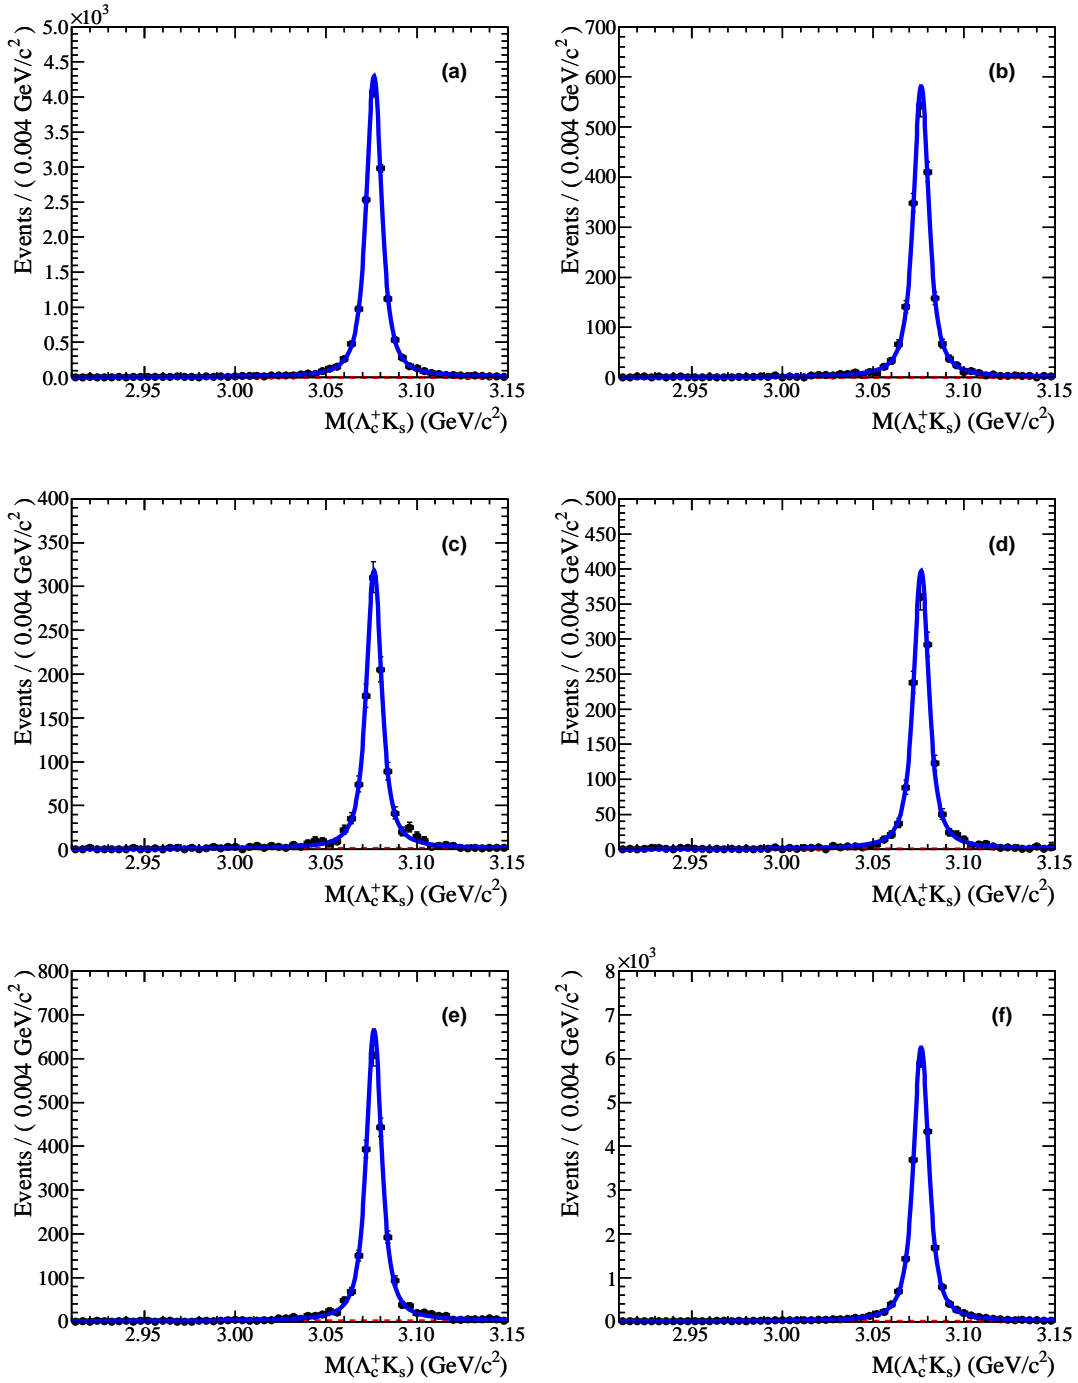 ×10³
5.0
4.5
4.0
3.5
3.0
2.5
2.0
1.5
1.0
0.5
0.0
Events / ( 0.004 GeV/c² )
(a)
2.95 3.00 3.05 3.10 3.15
M(Λc⁺Ks) (GeV/c²)
700
600
500
400
300
200
100
0
Events / ( 0.004 GeV/c² )
(b)
2.95 3.00 3.05 3.10 3.15
M(Λc⁺Ks) (GeV/c²)
400
350
300
250
200
150
100
50
0
Events / ( 0.004 GeV/c² )
(c)
2.95 3.00 3.05 3.10 3.15
M(Λc⁺Ks) (GeV/c²)
500
450
400
350
300
250
200
150
100
50
0
Events / ( 0.004 GeV/c² )
(d)
2.95 3.00 3.05 3.10 3.15
M(Λc⁺Ks) (GeV/c²)
800
700
600
500
400
300
200
100
0
Events / ( 0.004 GeV/c² )
(e)
2.95 3.00 3.05 3.10 3.15
M(Λc⁺Ks) (GeV/c²)
×10³
8
7
6
5
4
3
2
1
0
Events / ( 0.004 GeV/c² )
(f)
2.95 3.00 3.05 3.10 3.15
M(Λc⁺Ks) (GeV/c²)